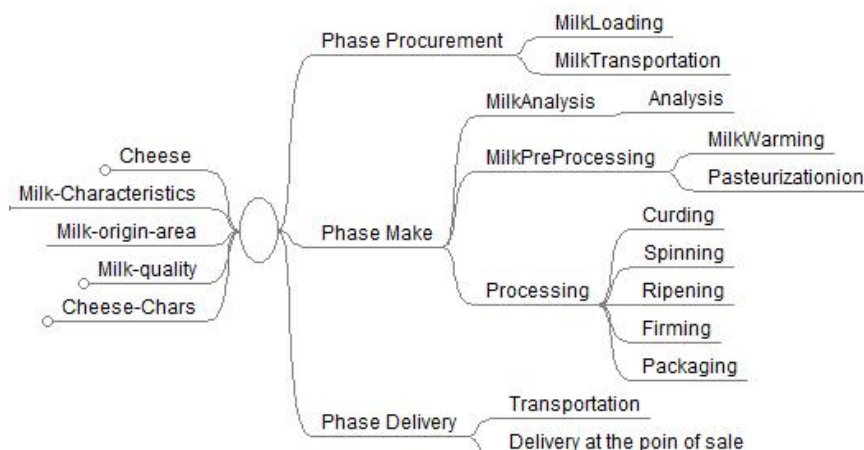 Cheese
Milk-Characteristics
Milk-origin-area
Milk-quality
Cheese-Chars
Phase Procurement
MilkLoading
MilkTransportation
Phase Make
MilkAnalysis
Analysis
MilkPreProcessing
MilkWarming
Pasteurizationion
Processing
Curding
Spinning
Ripening
Firming
Packaging
Phase Delivery
Transportation
Delivery at the poin of sale